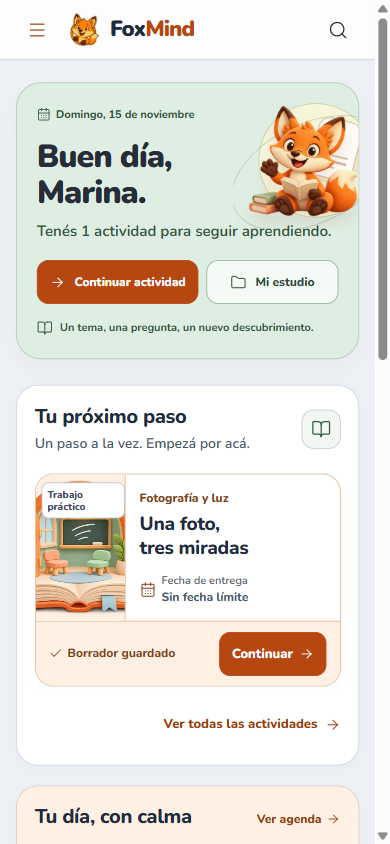 FoxMind
Domingo, 15 de noviembre
Buen día,
Marina.
Tenés 1 actividad para seguir aprendiendo.
Continuar actividad
Mi estudio
Un tema, una pregunta, un nuevo descubrimiento.
Tu próximo paso
Un paso a la vez. Empezá por acá.
Trabajo
práctico
Fotografía y luz
Una foto,
tres miradas
Fecha de entrega
Sin fecha límite
Borrador guardado
Continuar
Ver todas las actividades
Tu día, con calma
Ver agenda